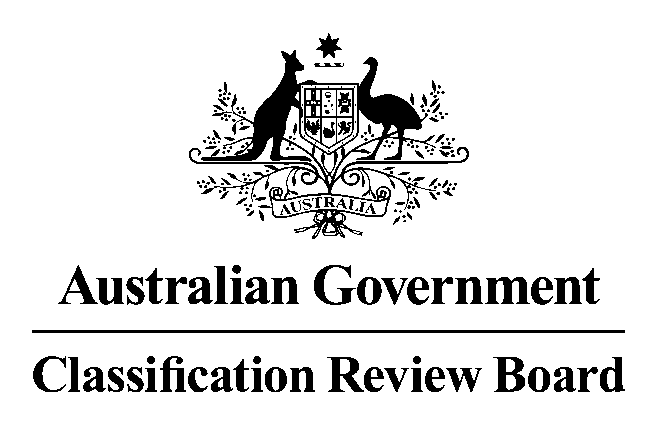 AUSTRALIA
Australian Government
Classification Review Board